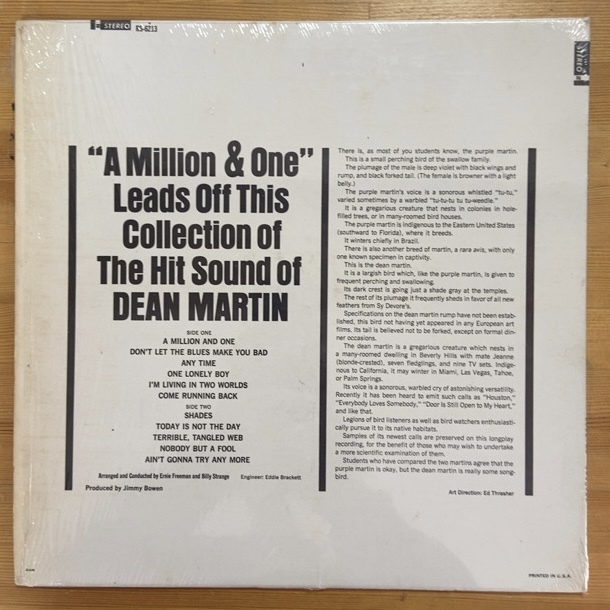 STEREO RS-6213
STEREO
"A Million & One"
Leads Off This
Collection of
The Hit Sound of
DEAN MARTIN
SIDE ONE
A MILLION AND ONE
DON'T LET THE BLUES MAKE YOU BAD
ANY TIME
ONE LONELY BOY
I'M LIVING IN TWO WORLDS
COME RUNNING BACK
SIDE TWO
SHADES
TODAY IS NOT THE DAY
TERRIBLE, TANGLED WEB
NOBODY BUT A FOOL
AIN'T GONNA TRY ANY MORE
Arranged and Conducted by Ernie Freeman and Billy Strange Engineer: Eddie Brackett
Produced by Jimmy Bowen
There is, as most of you students know, the purple martin.
This is a small perching bird of the swallow family.
The plumage of the male is deep violet with black wings and
rump, and black forked tail. (The female is browner with a light
belly.)
The purple martin's voice is a sonorous whistled "tu-tu,"
varied sometimes by a warbled "tu-tu-tu tu tu-weedle."
It is a gregarious creature that nests in colonies in hole-
filled trees, or in many-roomed bird houses.
The purple martin is indigenous to the Eastern United States
(southward to Florida), where it breeds.
It winters chiefly in Brazil.
There is also another breed of martin, a rara avis, with only
one known specimen in captivity.
This is the dean martin.
It is a largish bird which, like the purple martin, is given to
frequent perching and swallowing.
Its dark crest is going just a shade gray at the temples.
The rest of its plumage it frequently sheds in favor of all new
feathers from Sy Devore's.
Specifications on the dean martin rump have not been estab-
lished, this bird not having yet appeared in any European art
films. Its tail is believed not to be forked, except on formal din-
ner occasions.
The dean martin is a gregarious creature which nests in
a many-roomed dwelling in Beverly Hills with mate Jeanne
(blonde-crested), seven fledglings, and nine TV sets. Indige-
nous to California, it may winter in Miami, Las Vegas, Tahoe,
or Palm Springs.
Its voice is a sonorous, warbled cry of astonishing versatility.
Recently it has been heard to emit such calls as "Houston,"
"Everybody Loves Somebody," "Door Is Still Open to My Heart,"
and like that.
Legions of bird listeners as well as bird watchers enthusiasti-
cally pursue it to its native habitats.
Samples of its newest calls are preserved on this longplay
recording, for the benefit of those who may wish to undertake
a more scientific examination of them.
Students who have compared the two martins agree that the
purple martin is okay, but the dean martin is really some song-
bird.
Art Direction: Ed Thrasher
PRINTED IN U.S.A.